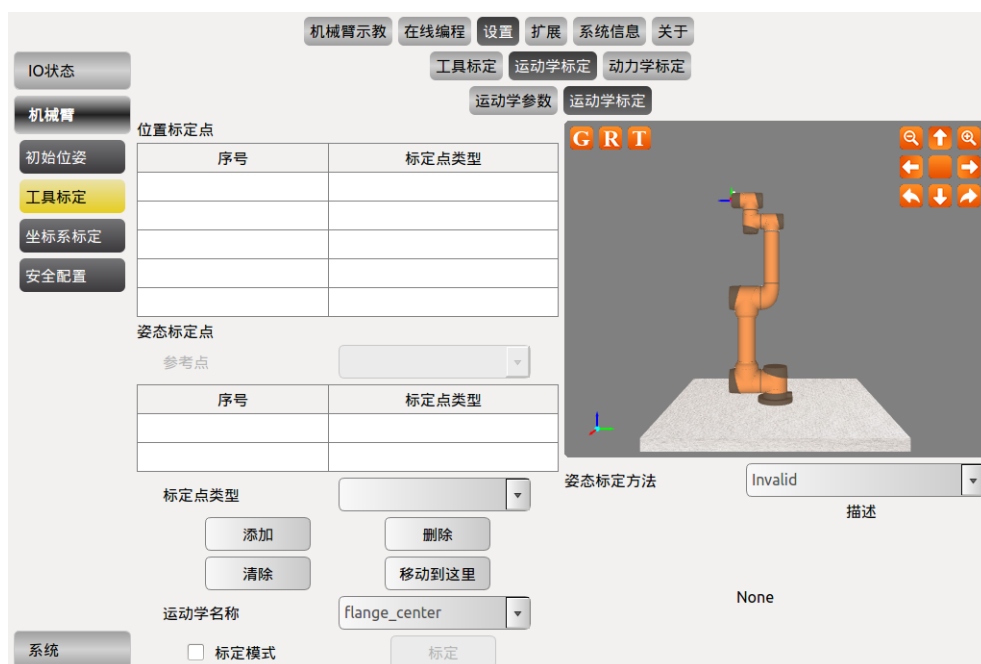 机械臂示教 在线编程 设置 扩展 系统信息 关于
工具标定 运动学标定 动力学标定
运动学参数 运动学标定
IO状态
机械臂
初始位姿
工具标定
坐标系标定
安全配置
系统
位置标定点
序号 标定点类型
姿态标定点
参考点
序号 标定点类型
标定点类型
添加 删除
清除 移动到这里
运动学名称 flange_center
标定模式 标定
G R T
姿态标定方法 Invalid
描述
None